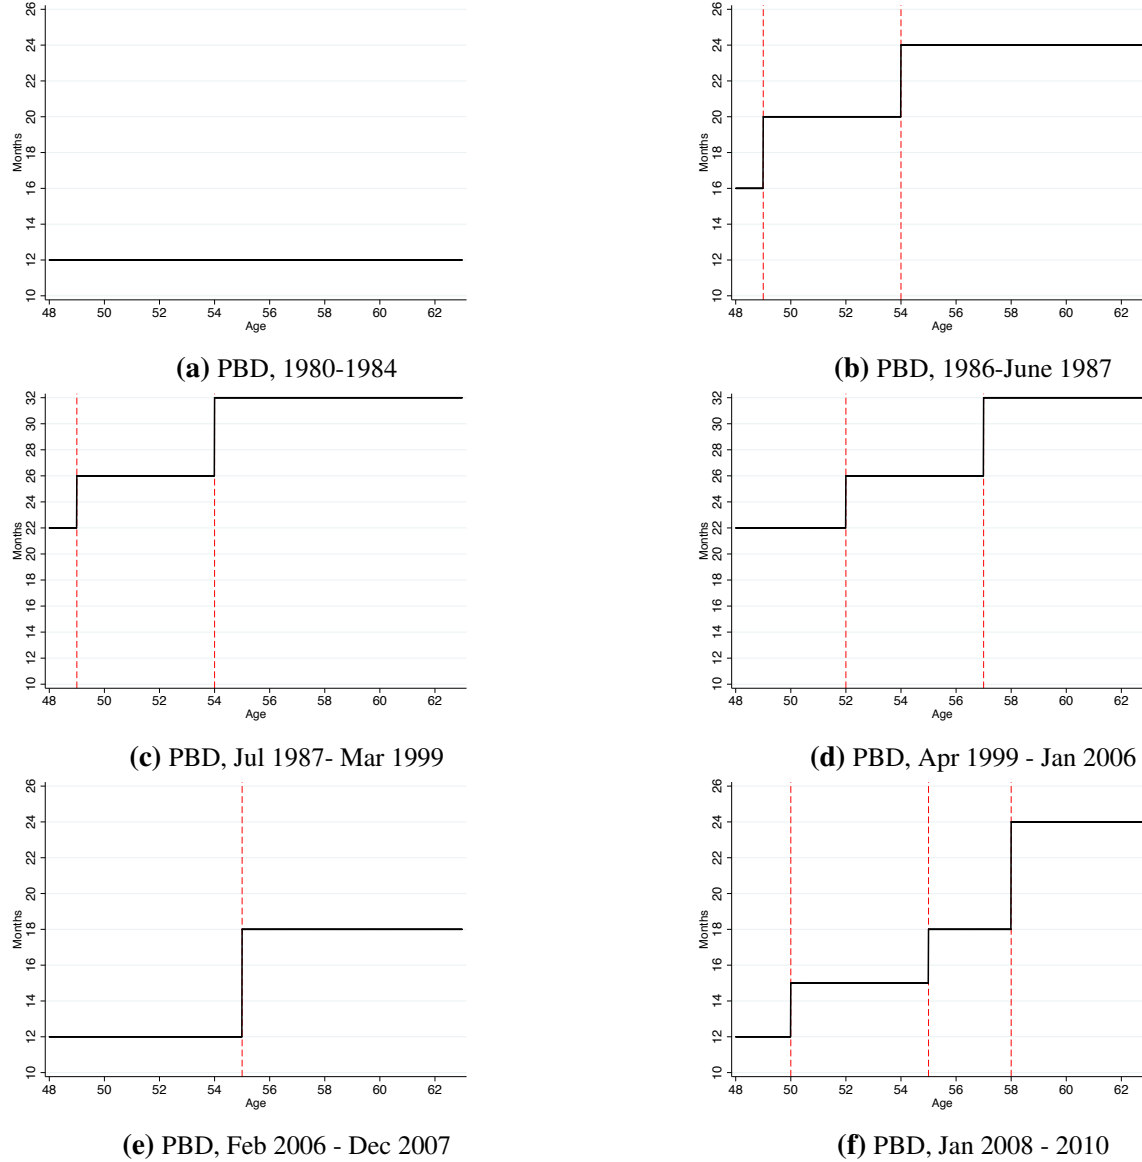 26
24
22
20
18
16
14
12
10
Months
48 50 52 54 56 58 60 62
Age
(a) PBD, 1980-1984
26
24
22
20
18
16
14
12
10
Months
48 50 52 54 56 58 60 62
Age
(b) PBD, 1986-June 1987
32
30
28
26
24
22
20
18
16
14
12
10
Months
48 50 52 54 56 58 60 62
Age
(c) PBD, Jul 1987- Mar 1999
32
30
28
26
24
22
20
18
16
14
12
10
Months
48 50 52 54 56 58 60 62
Age
(d) PBD, Apr 1999 - Jan 2006
26
24
22
20
18
16
14
12
10
Months
48 50 52 54 56 58 60 62
Age
(e) PBD, Feb 2006 - Dec 2007
26
24
22
20
18
16
14
12
10
Months
48 50 52 54 56 58 60 62
Age
(f) PBD, Jan 2008 - 2010